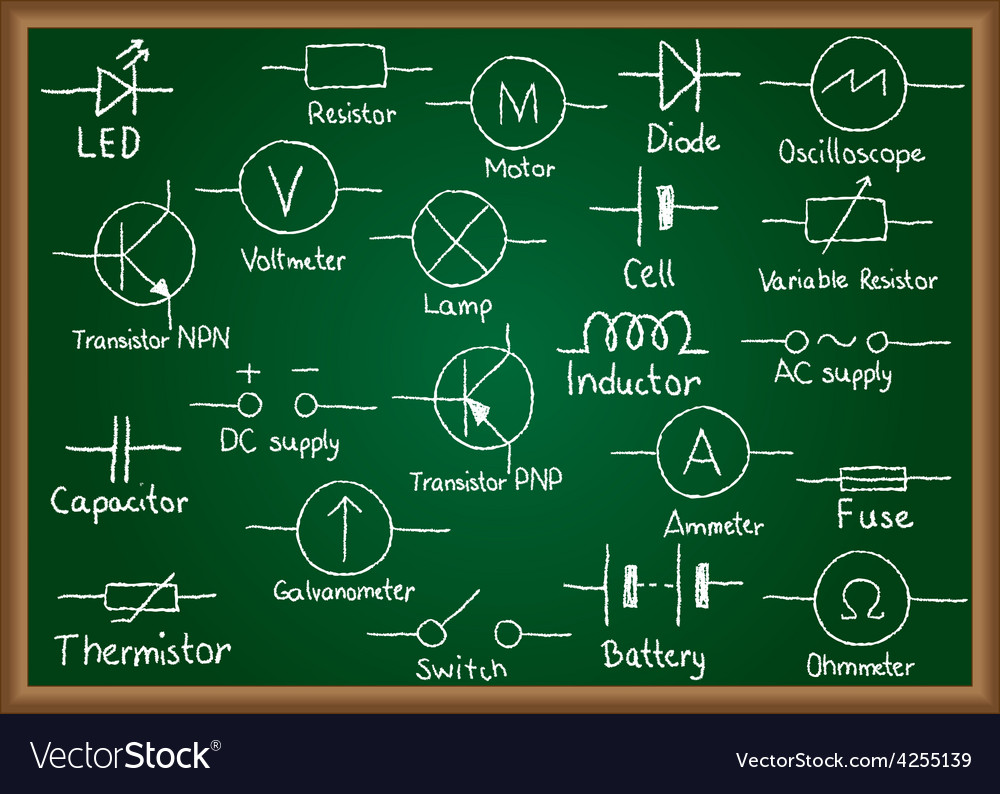 LED
Resistor
M
Motor
Diode
Oscilloscope
V
Voltmeter
Lamp
Cell
Variable Resistor
Transistor NPN
+ −
DC supply
Transistor PNP
Inductor
~
AC supply
Capacitor
Galvanometer
A
Ammeter
Fuse
Thermistor
Switch
Battery
Ω
Ohmmeter
VectorStock®
VectorStock.com/4255139